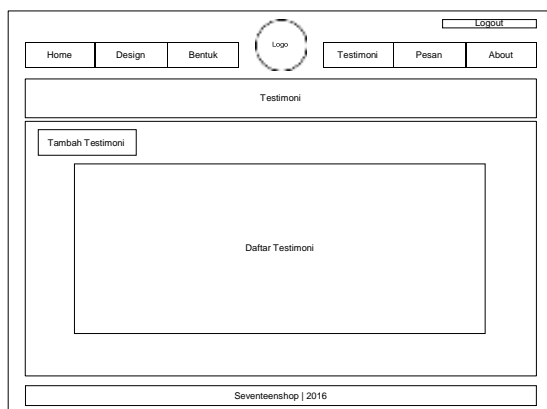 Logout
Home
Design
Bentuk
Logo
Testimoni
Pesan
About
Testimoni
Tambah Testimoni
Daftar Testimoni
Seventeenshop | 2016